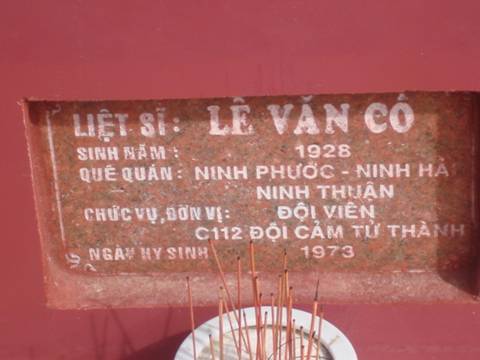 LIỆT SĨ: LÊ VĂN CÔ
SINH NĂM: 1928
QUÊ QUÁN: NINH PHƯỚC - NINH HẢI
NINH THUẬN
CHỨC VỤ, ĐƠN VỊ: ĐỘI VIÊN
C112 ĐỘI CẢM TỬ THÀNH
NGÀY HY SINH 1973